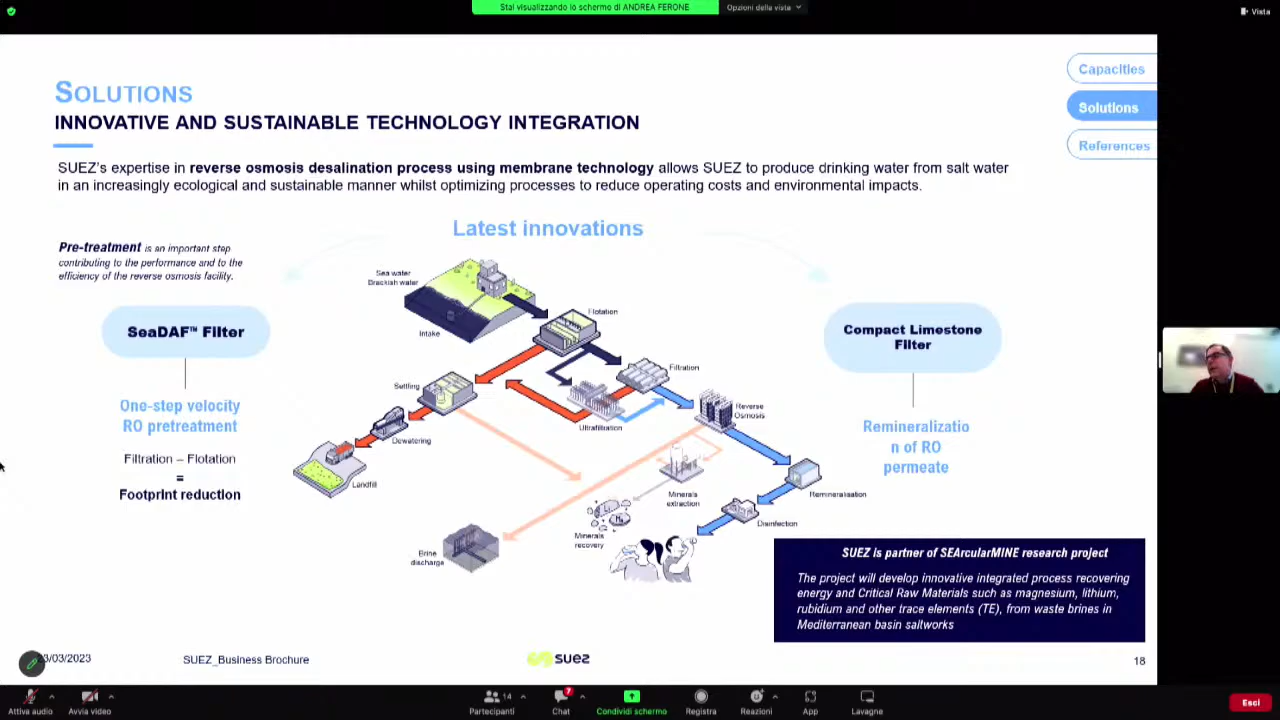 Stai visualizzando lo schermo di ANDREA FERONE
Opzioni della vista
Vista
Capacities
Solutions
References
SOLUTIONS
INNOVATIVE AND SUSTAINABLE TECHNOLOGY INTEGRATION
SUEZ's expertise in reverse osmosis desalination process using membrane technology allows SUEZ to produce drinking water from salt water
in an increasingly ecological and sustainable manner whilst optimizing processes to reduce operating costs and environmental impacts.
Latest innovations
Pre-treatment is an important step
contributing to the performance and to the
efficiency of the reverse osmosis facility.
SeaDAF™ Filter
One-step velocity
RO pretreatment
Filtration – Flotation
=
Footprint reduction
Sea water
Brackish water
Intake
Flotation
Filtration
Settling
Ultrafiltration
Reverse
Osmosis
Dewatering
Landfill
Minerals
extraction
Remineralisation
Disinfection
Minerals
recovery
Li
Mg
Brine
discharge
Compact Limestone
Filter
Remineralizatio
n of RO
permeate
SUEZ is partner of SEArcularMINE research project
The project will develop innovative integrated process recovering
energy and Critical Raw Materials such as magnesium, lithium,
rubidium and other trace elements (TE), from waste brines in
Mediterranean basin saltworks
3/03/2023
SUEZ_Business Brochure
suez
18
Attiva audio
Avvia video
Partecipanti
14
Chat
7
Condividi schermo
Registra
Reazioni
App
Lavagne
Esci